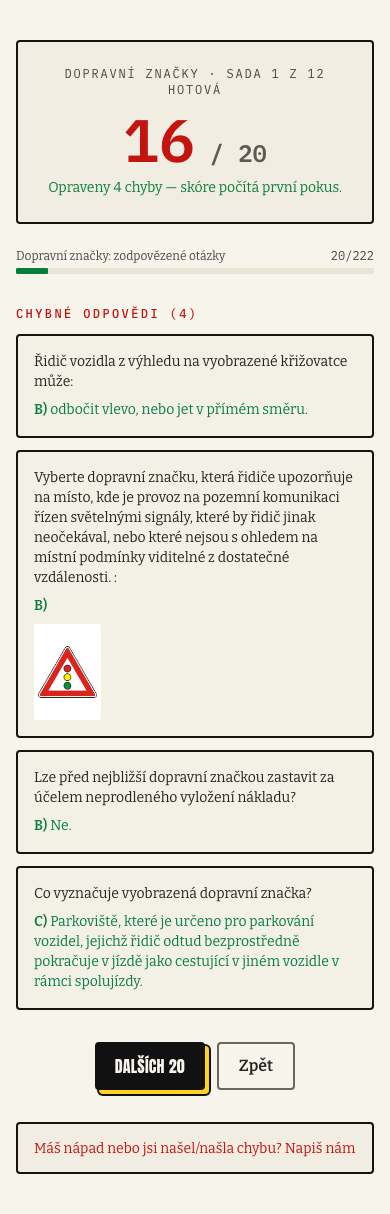 DOPRAVNÍ ZNAČKY · SADA 1 Z 12
HOTOVÁ
16 / 20
Opraveny 4 chyby — skóre počítá první pokus.
Dopravní značky: zodpovězené otázky 20/222
CHYBNÉ ODPOVĚDI (4)
Řidič vozidla z výhledu na vyobrazené křižovatce
může:
B) odbočit vlevo, nebo jet v přímém směru.
Vyberte dopravní značku, která řidiče upozorňuje
na místo, kde je provoz na pozemní komunikaci
řízen světelnými signály, které by řidič jinak
neočekával, nebo které nejsou s ohledem na
místní podmínky viditelné z dostatečné
vzdálenosti. :
B)
Lze před nejbližší dopravní značkou zastavit za
účelem neprodleného vyložení nákladu?
B) Ne.
Co vyznačuje vyobrazená dopravní značka?
C) Parkoviště, které je určeno pro parkování
vozidel, jejichž řidič odtud bezprostředně
pokračuje v jízdě jako cestující v jiném vozidle v
rámci spolujízdy.
DALŠÍCH 20
Zpět
Máš nápad nebo jsi našel/našla chybu? Napiš nám